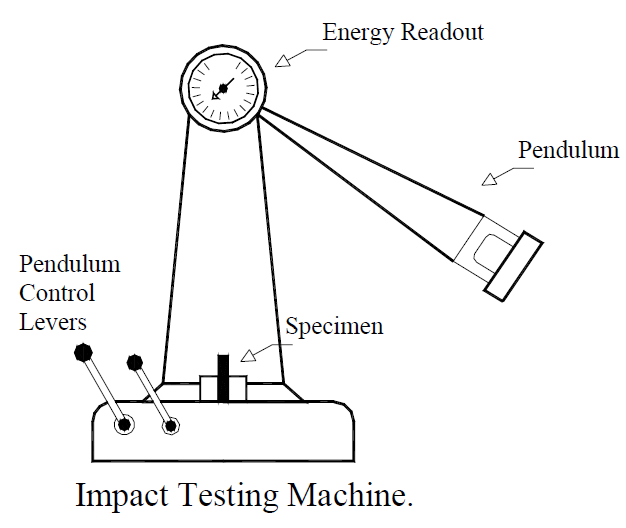 Energy Readout
Pendulum
Pendulum
Control
Levers
Specimen
Impact Testing Machine.